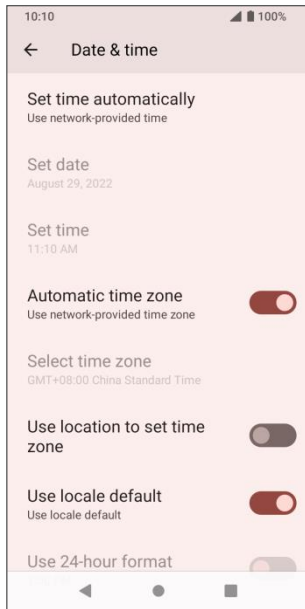 10:10
100%
Date & time
Set time automatically
Use network-provided time
Set date
August 29, 2022
Set time
11:10 AM
Automatic time zone
Use network-provided time zone
Select time zone
GMT+08:00 China Standard Time
Use location to set time
zone
Use locale default
Use locale default
Use 24-hour format